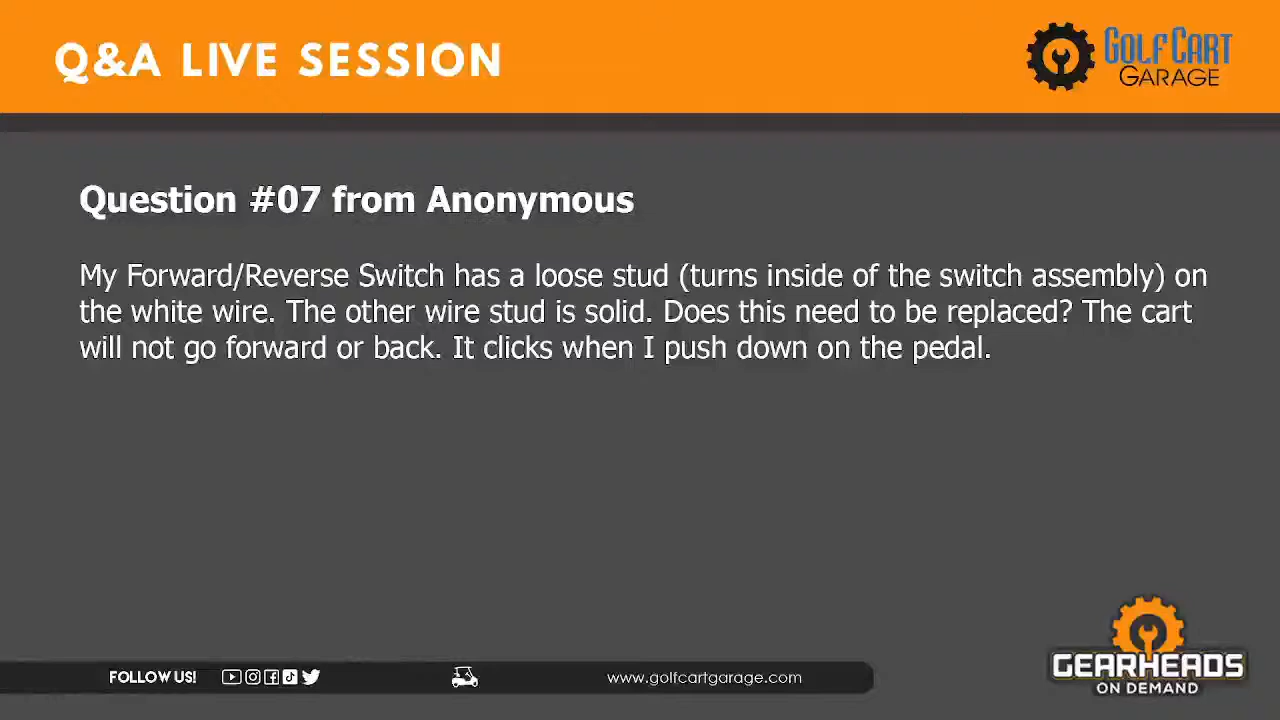 Q&A LIVE SESSION
GOLF CART
GARAGE
Question #07 from Anonymous
My Forward/Reverse Switch has a loose stud (turns inside of the switch assembly) on
the white wire. The other wire stud is solid. Does this need to be replaced? The cart
will not go forward or back. It clicks when I push down on the pedal.
FOLLOW US!
www.golfcartgarage.com
GEARHEADS
ON DEMAND